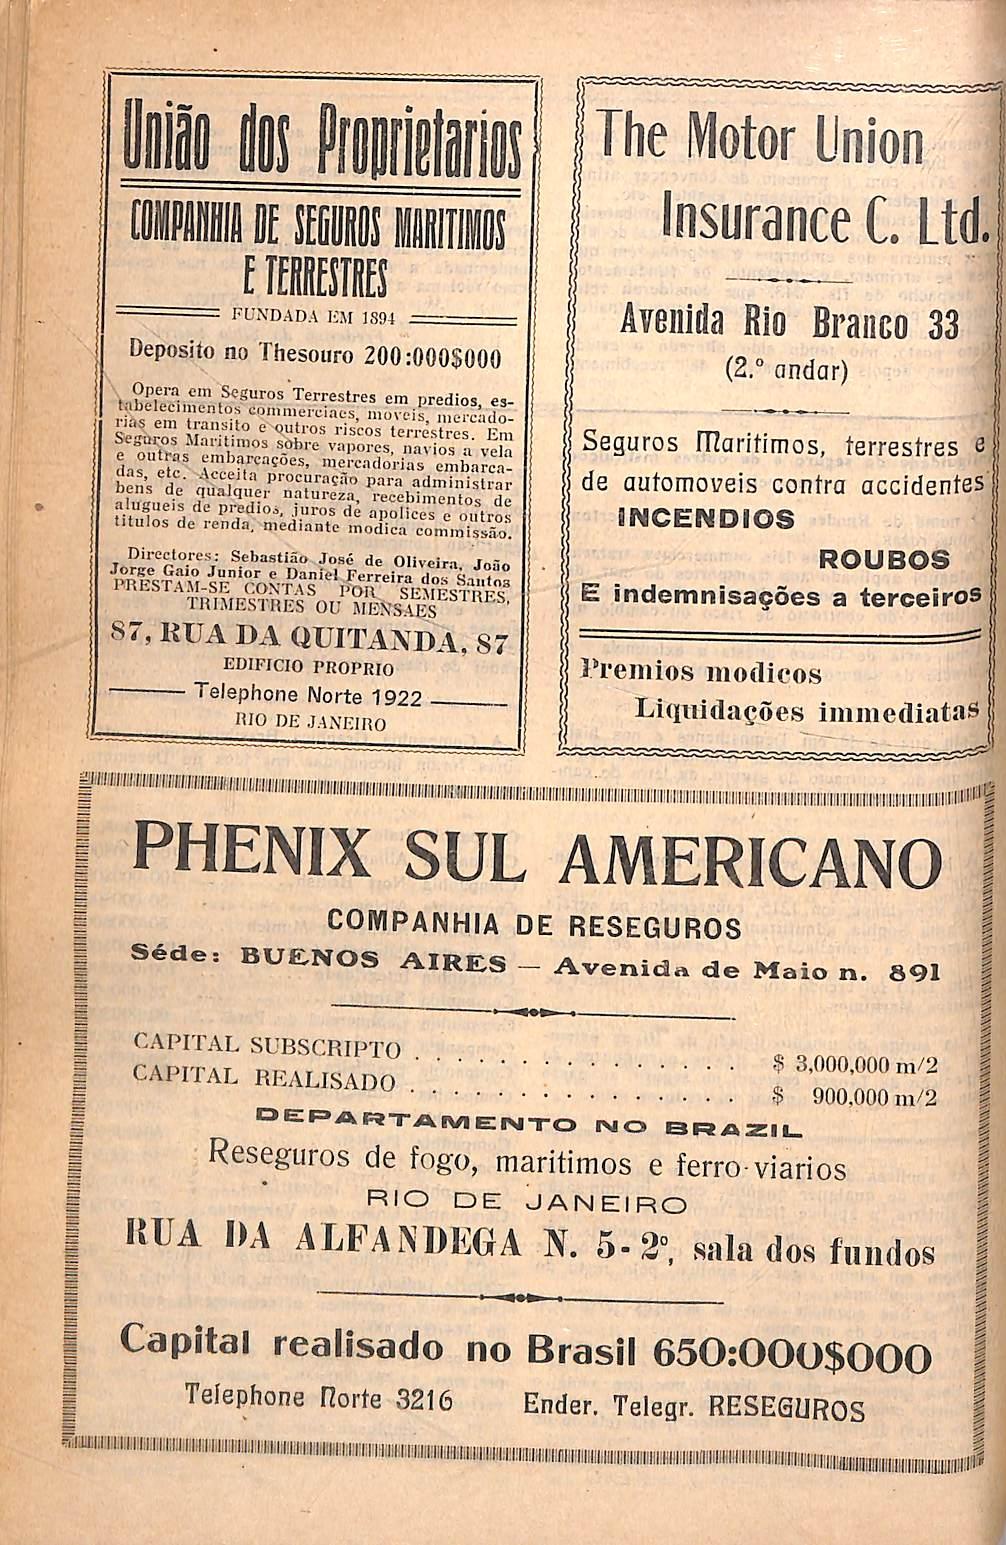 União dos Proprietarios
COMPANHIA DE SEGUROS MARITIMOS
E TERRESTRES
FUNDADA EM 1894
Deposito no Thesouro 200:000$000
Opera em Seguros Terrestres em predios, es-
tabelecimentos commerciaes, moveis, mercado-
rias em transito e outros riscos terrestres. Em
Seguros Maritimos sobre vapores, navios a vela
e outras embarcações, mercadorias embarca-
das, etc. Acceita procuração para administrar
bens de qualquer natureza, recebimentos de
alugueis de predios, juros de apolices e outros
titulos de renda, mediante modica commissão.
Directores: Sebastião José de Oliveira, João
Jorge Gaio Junior e Daniel Ferreira dos Santos
PRESTAM-SE CONTAS POR SEMESTRES,
TRIMESTRES OU MENSAES
87, RUA DA QUITANDA, 87
EDIFICIO PROPRIO
Telephone Norte 1922
RIO DE JANEIRO
The Motor Union
Insurance C. Ltd.
Avenida Rio Branco 33
(2.º andar)
Seguros Maritimos, terrestres e
de automoveis contra accidentes
INCENDIOS
ROUBOS
E indemnisações a terceiros
Premios modicos
Liquidações immediatas
PHENIX SUL AMERICANO
COMPANHIA DE RESEGUROS
Séde: BUENOS AIRES — Avenida de Maio n. 891
CAPITAL SUBSCRIPTO . . . . . . . . . . . . . $ 3,000,000 m/2
CAPITAL REALISADO . . . . . . . . . . . . . $ 900,000 m/2
DEPARTAMENTO NO BRAZIL
Reseguros de fogo, maritimos e ferro-viarios
RIO DE JANEIRO
RUA DA ALFANDEGA N. 5-2º, sala dos fundos
Capital realisado no Brasil 650:000$000
Telephone Norte 3216 Ender. Telegr. RESEGUROS